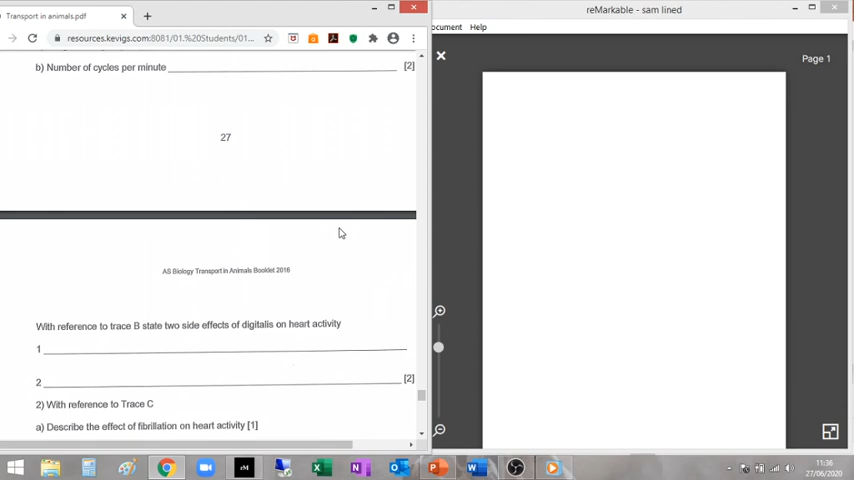 Transport in animals.pdf
reMarkable - sam lined
resources.kevigs.com:8081/01.%20Students/01...
ocument Help
Page 1
b) Number of cycles per minute [2]
27
AS Biology Transport in Animals Booklet 2016
With reference to trace B state two side effects of digitalis on heart activity
1
2 [2]
2) With reference to Trace C
a) Describe the effect of fibrillation on heart activity [1]
rM
11:36
27/06/2020